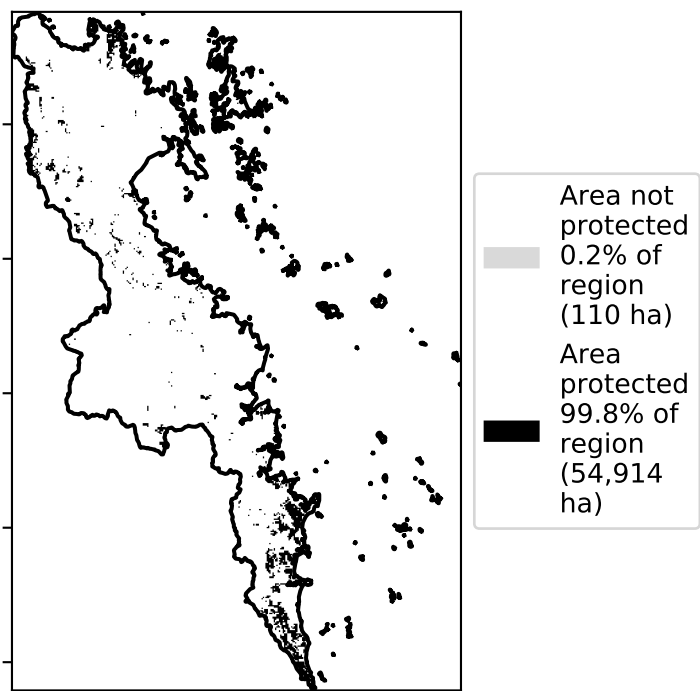 Area not
protected
0.2% of
region
(110 ha)
Area
protected
99.8% of
region
(54,914
ha)